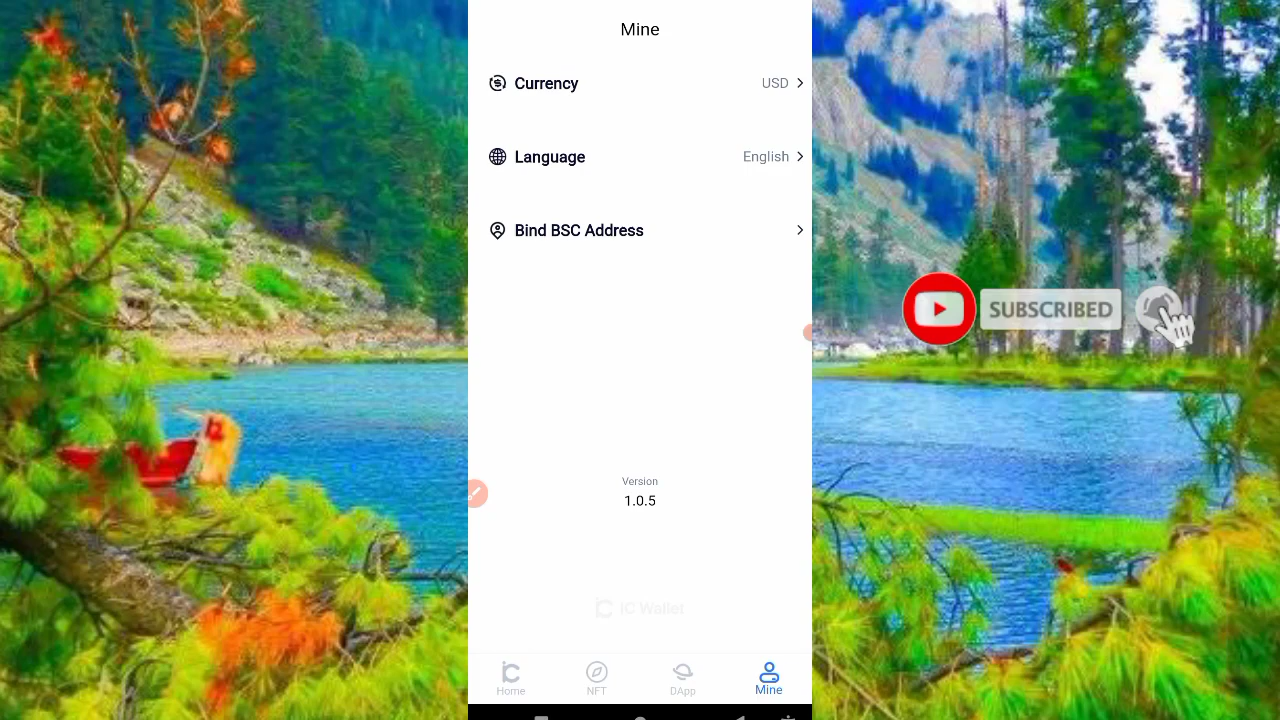 Mine
Currency USD
Language English
Bind BSC Address
SUBSCRIBED
Version
1.0.5
IC Wallet
Home NFT DApp Mine